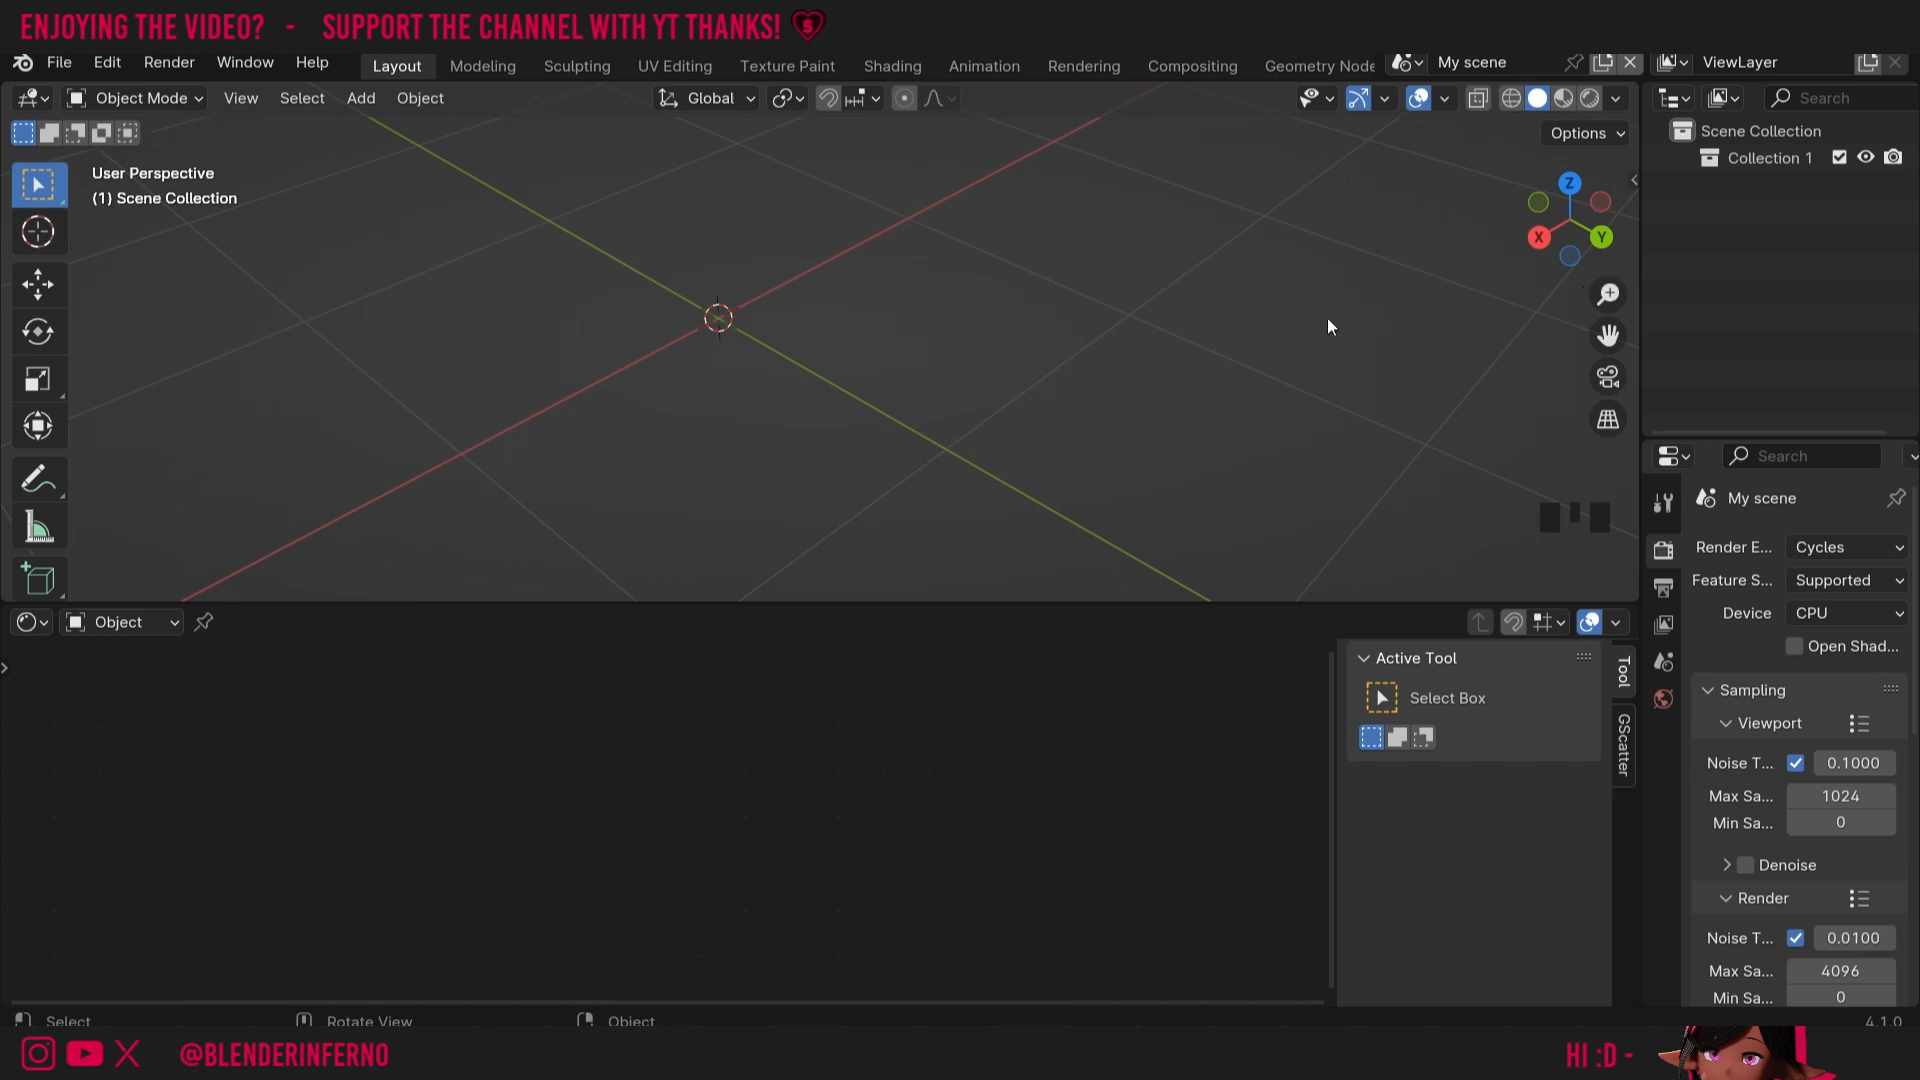 ENJOYING THE VIDEO? - SUPPORT THE CHANNEL WITH YT THANKS! $
File Edit Render Window Help Layout Modeling Sculpting UV Editing Texture Paint Shading Animation Rendering Compositing Geometry Node My scene ViewLayer
Object Mode View Select Add Object Global Search
Options
Scene Collection
Collection 1
User Perspective
(1) Scene Collection
Z
X
Y
Search
My scene
Render E... Cycles
Feature S... Supported
Device CPU
Open Shad...
Object
Active Tool
Tool
Select Box
GScatter
Sampling
Viewport
Noise T... 0.1000
Max Sa... 1024
Min Sa... 0
Denoise
Render
Noise T... 0.0100
Max Sa... 4096
Min Sa... 0
Select Rotate View Object 4.1.0
@BLENDERINFERNO
HI :D -